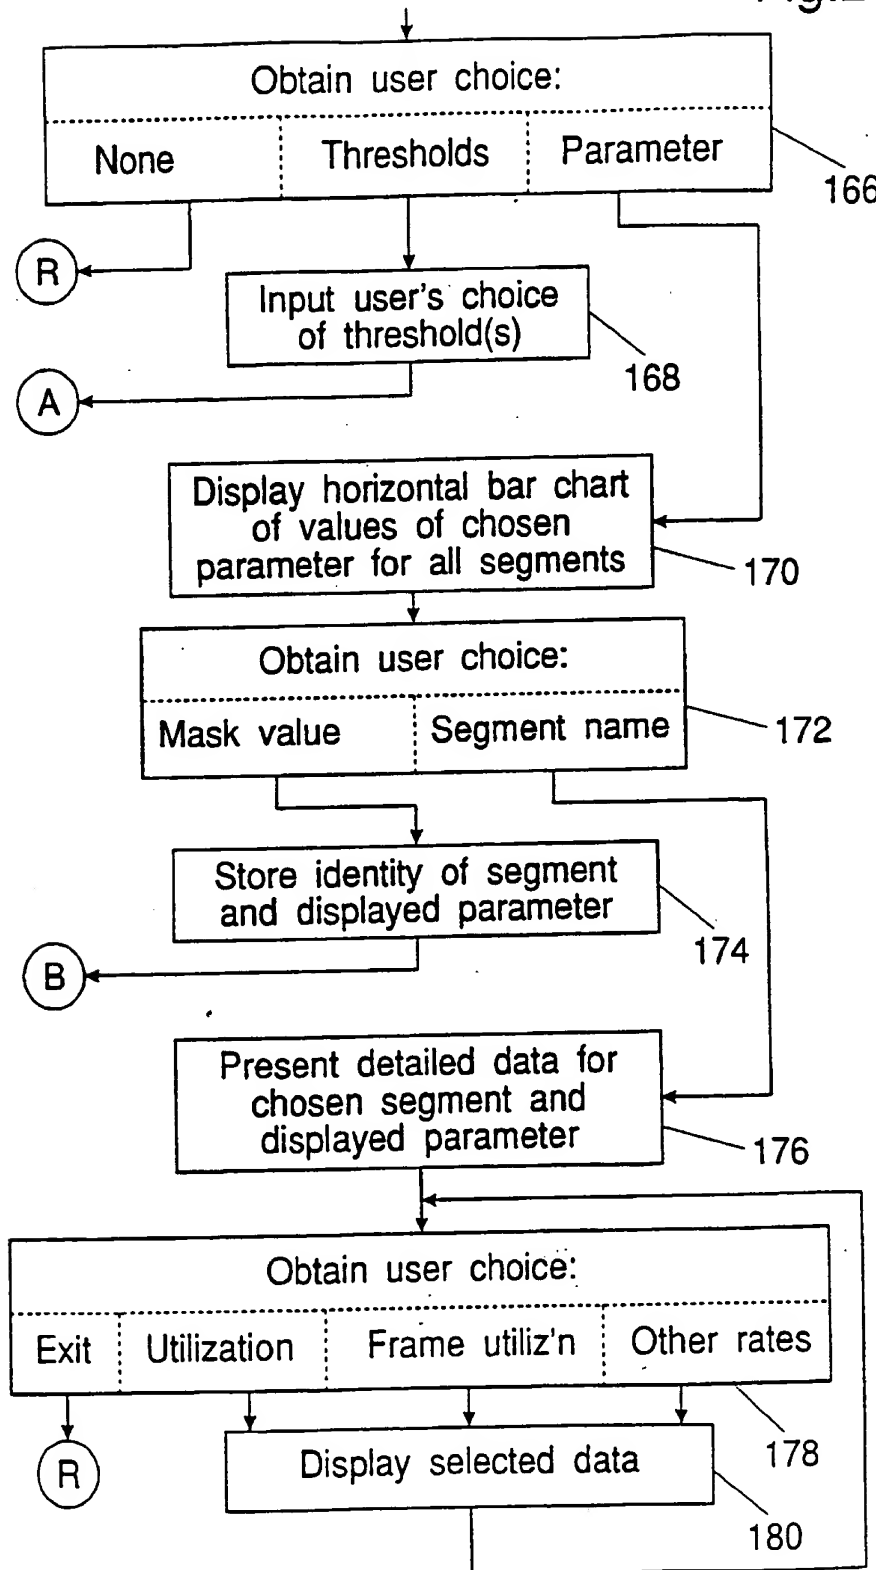 Obtain user choice:
None Thresholds Parameter
166
R
Input user's choice
of threshold(s)
168
A
Display horizontal bar chart
of values of chosen
parameter for all segments
170
Obtain user choice:
Mask value Segment name
172
Store identity of segment
and displayed parameter
174
B
Present detailed data for
chosen segment and
displayed parameter
176
Obtain user choice:
Exit Utilization Frame utiliz'n Other rates
178
R
Display selected data
180